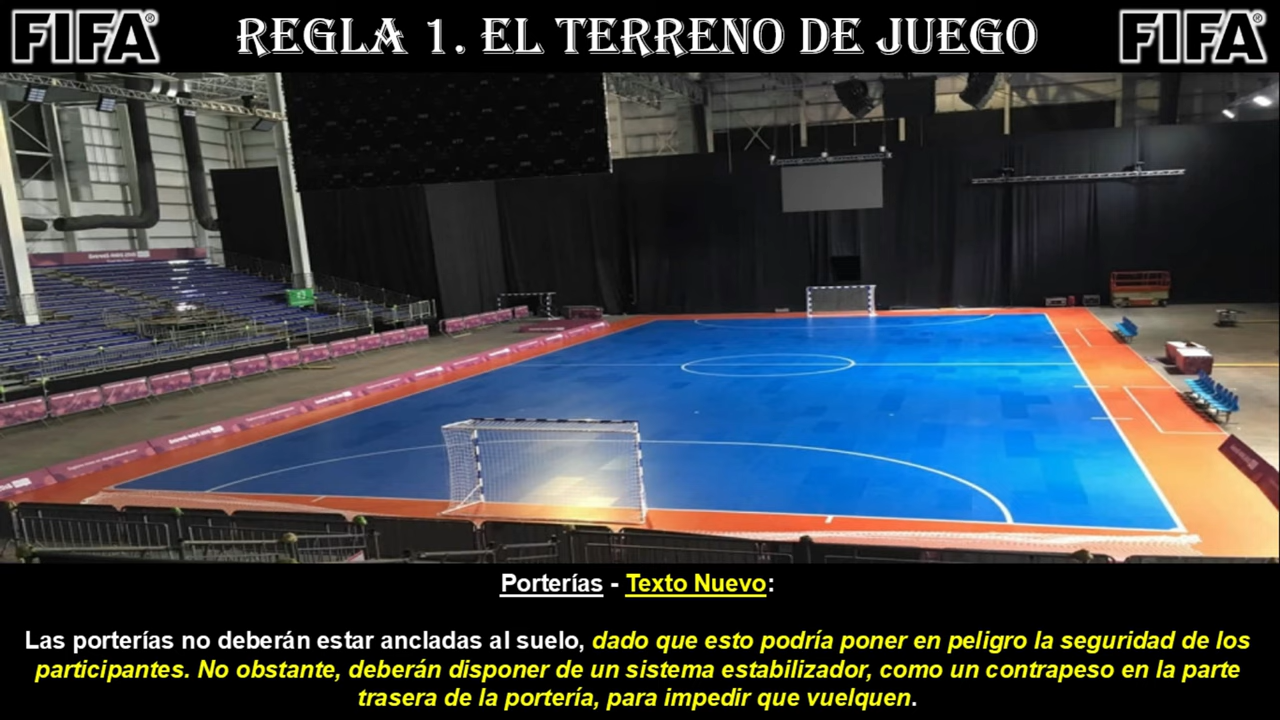 FIFA®
REGLA 1. EL TERRENO DE JUEGO
FIFA®
Porterías - Texto Nuevo:
Las porterías no deberán estar ancladas al suelo, dado que esto podría poner en peligro la seguridad de los
participantes. No obstante, deberán disponer de un sistema estabilizador, como un contrapeso en la parte
trasera de la portería, para impedir que vuelquen.